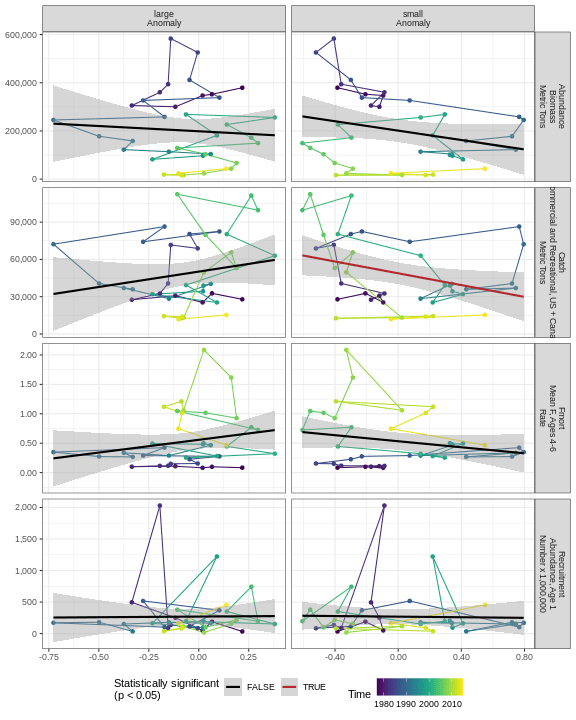 large
Anomaly
small
Anomaly
600,000
400,000
200,000
0
Abundance
Biomass
Metric Tons
90,000
60,000
30,000
0
Catch
ommercial and Recreational, US + Cana
Metric Tons
2.00
1.50
1.00
0.50
0.00
Fmort
Mean F, Ages 4-6
Rate
2,000
1,500
1,000
500
0
Recruitment
Abundance, Age 1
Number x 1,000,000
-0.75
-0.50
-0.25
0.00
0.25
-0.40
0.00
0.40
0.80
Statistically significant
(p < 0.05)
FALSE
TRUE
Time
1980 1990 2000 2010